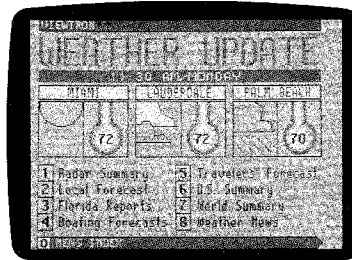 VIEWTRON
WEATHER UPDATE
11:30 AM MONDAY
MIAMI LAUDERDALE PALM BEACH
72 72 70
1 Radar Summary 5 Travelers' Forecast
2 Local Forecast 6 U.S. Summary
3 Florida Reports 7 World Summary
4 Boating Forecasts 8 Weather News
0 NEWS INDEX